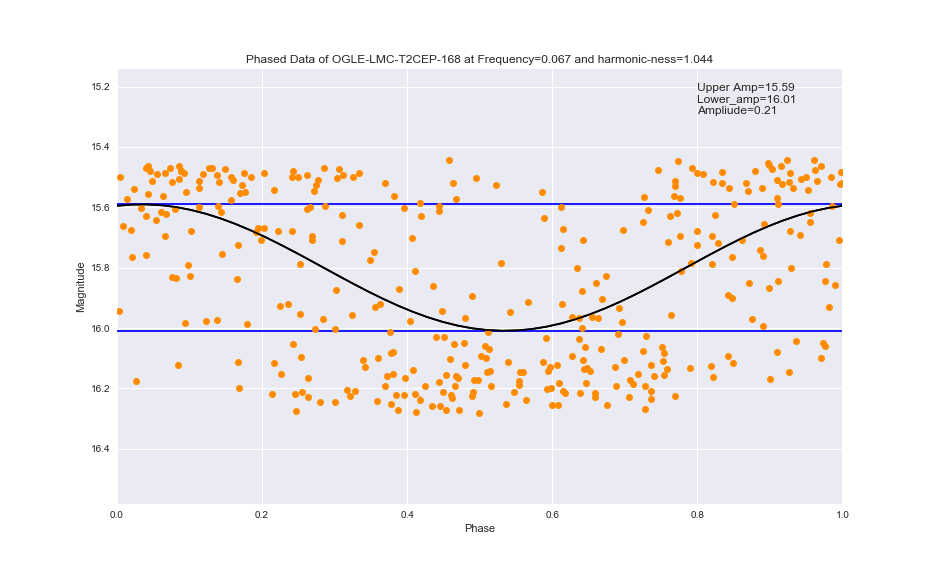 Phased Data of OGLE-LMC-T2CEP-168 at Frequency=0.067 and harmonic-ness=1.044
Upper Amp=15.59
Lower_amp=16.01
Ampliude=0.21
15.2
15.4
15.6
15.8
16.0
16.2
16.4
Magnitude
0.0
0.2
0.4
0.6
0.8
1.0
Phase